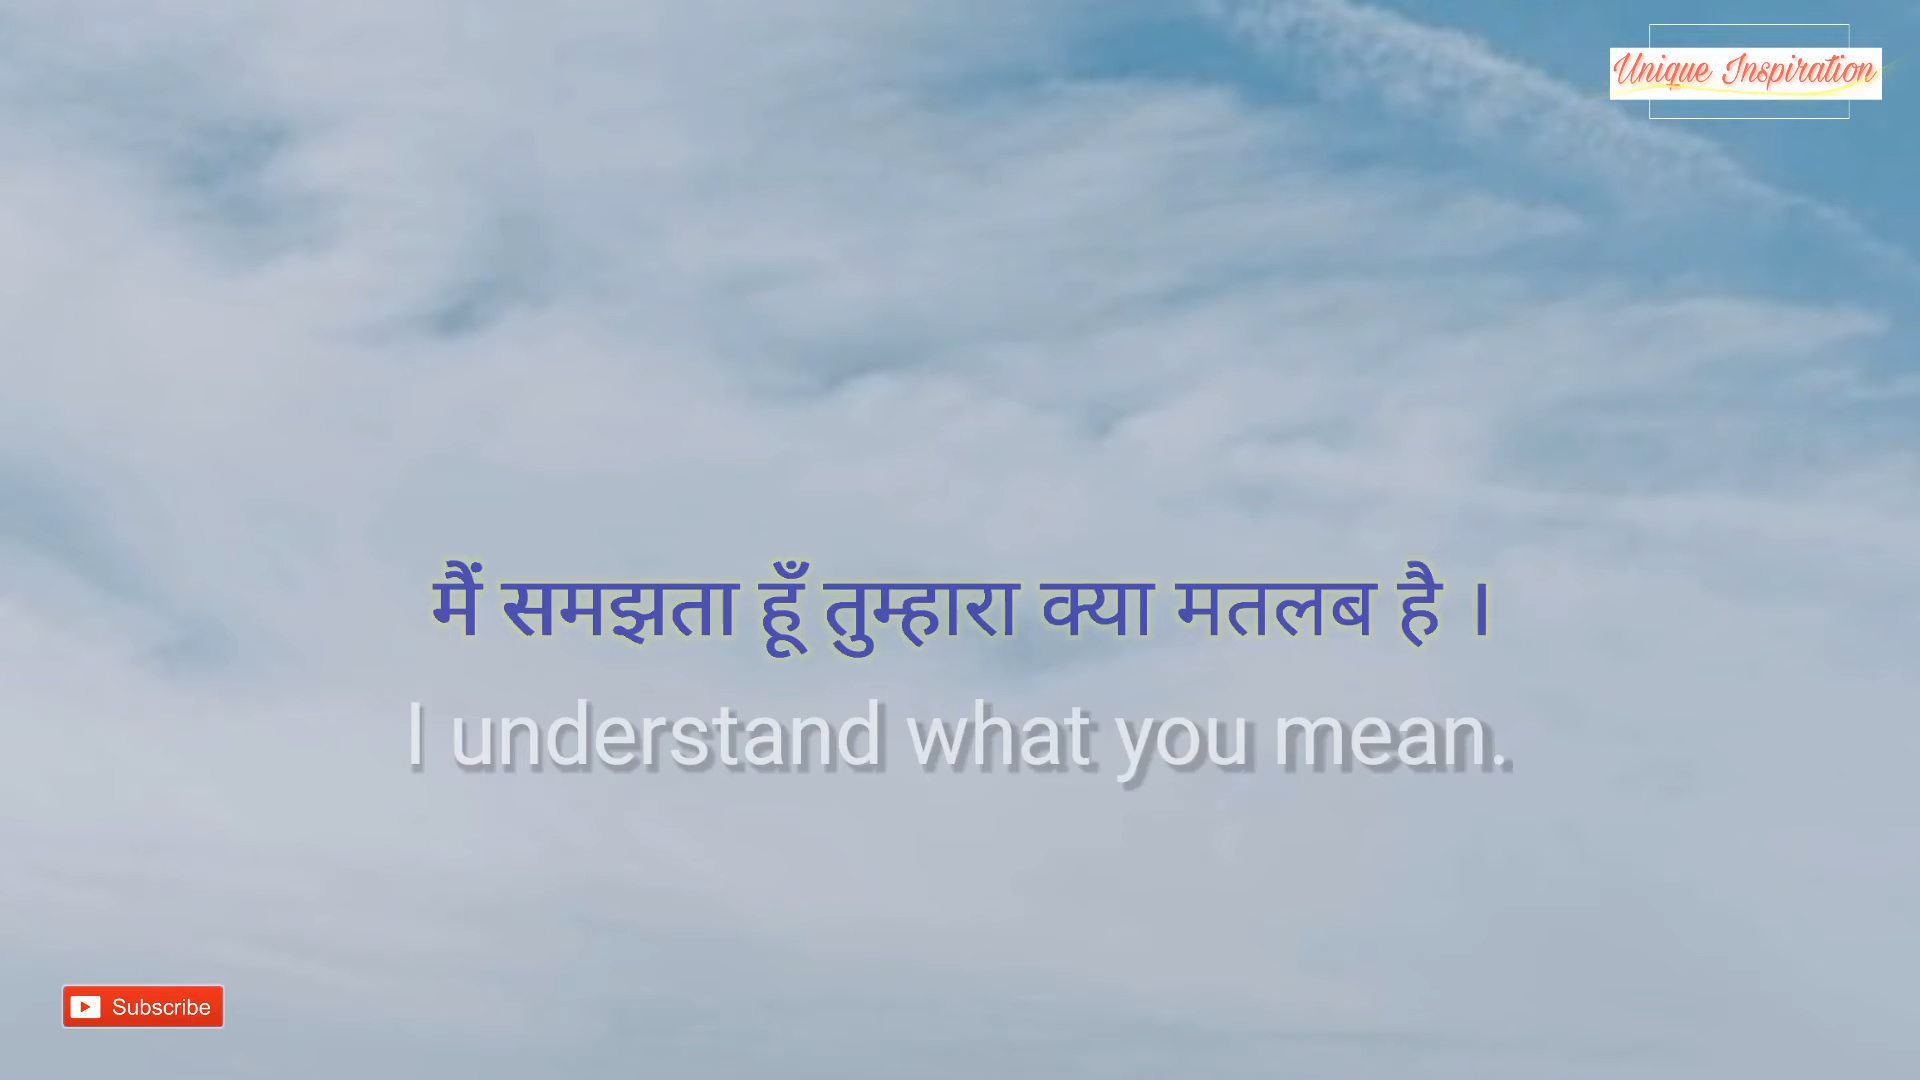 Unique Inspiration
मैं समझता हूँ तुम्हारा क्या मतलब है ।
I understand what you mean.
Subscribe